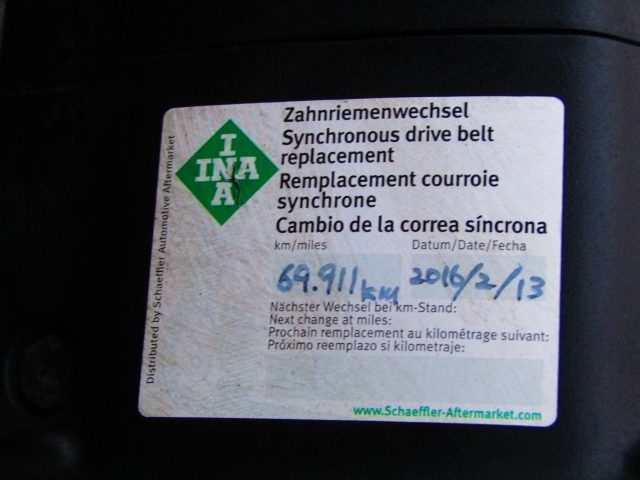 INA
INA
Distributed by Schaeffler Automotive Aftermarket
Zahnriemenwechsel
Synchronous drive belt
replacement
Remplacement courroie
synchrone
Cambio de la correa síncrona
km/miles Datum/Date/Fecha
69.911 km 2016/2/13
Nächster Wechsel bei km-Stand:
Next change at miles:
Prochain remplacement au kilométrage suivant:
Próximo reemplazo si kilometraje:
www.Schaeffler-Aftermarket.com